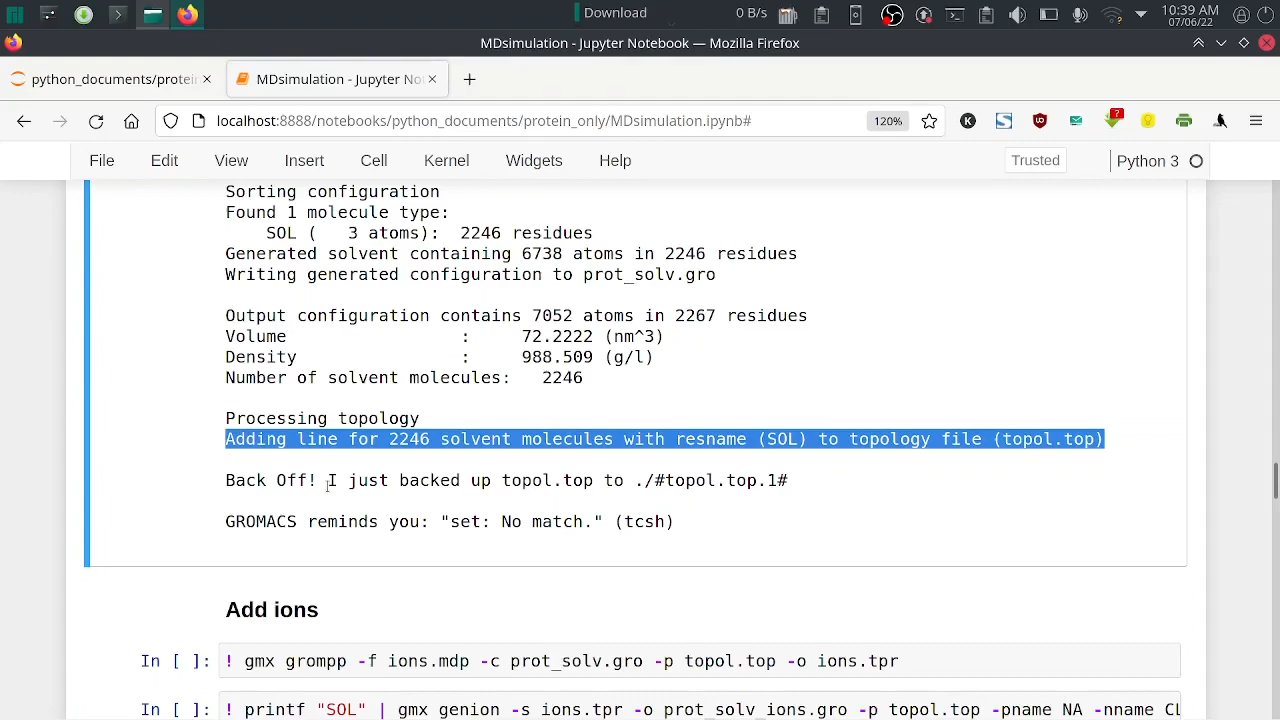 Download
0 B/s
10:39 AM
07/06/22
MDsimulation - Jupyter Notebook — Mozilla Firefox
python_documents/protein
MDsimulation - Jupyter No
localhost:8888/notebooks/python_documents/protein_only/MDsimulation.ipynb#
120%
K
S
?
File Edit View Insert Cell Kernel Widgets Help
Trusted
Python 3
Sorting configuration
Found 1 molecule type:
SOL (   3 atoms):  2246 residues
Generated solvent containing 6738 atoms in 2246 residues
Writing generated configuration to prot_solv.gro
Output configuration contains 7052 atoms in 2267 residues
Volume                 :     72.2222 (nm^3)
Density                :     988.509 (g/l)
Number of solvent molecules:   2246
Processing topology
Adding line for 2246 solvent molecules with resname (SOL) to topology file (topol.top)
Back Off! I just backed up topol.top to ./#topol.top.1#
GROMACS reminds you: "set: No match." (tcsh)
Add ions
In [ ]: ! gmx grompp -f ions.mdp -c prot_solv.gro -p topol.top -o ions.tpr
In [ ]: ! printf "SOL" | gmx genion -s ions.tpr -o prot_solv_ions.gro -p topol.top -pname NA -nname CL